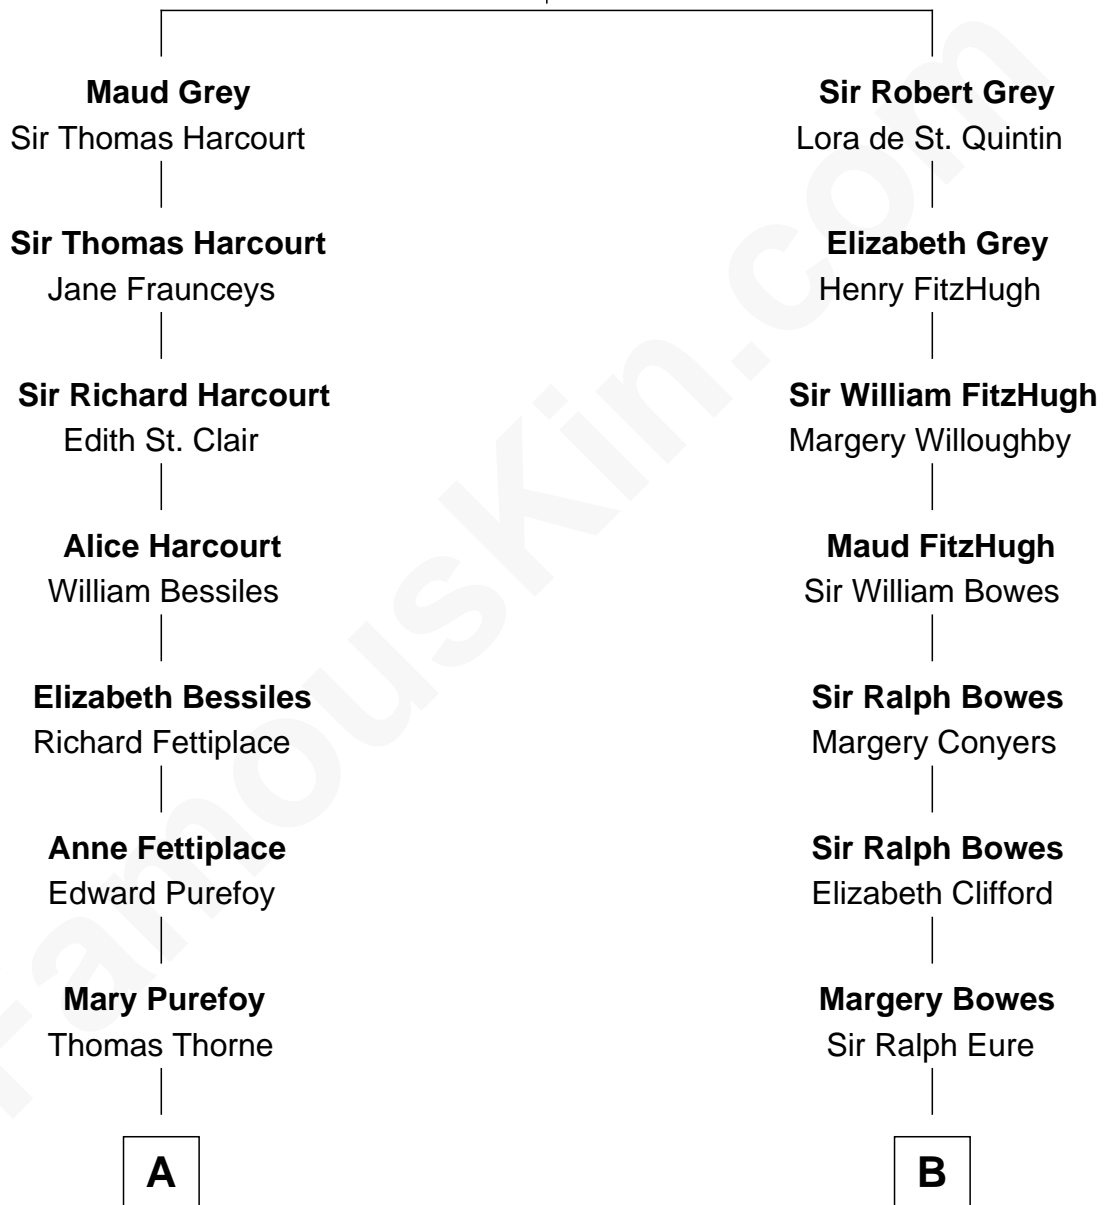 Maud Grey
Sir Thomas Harcourt
Sir Thomas Harcourt
Jane Fraunceys
Sir Richard Harcourt
Edith St. Clair
Alice Harcourt
William Bessiles
Elizabeth Bessiles
Richard Fettiplace
Anne Fettiplace
Edward Purefoy
Mary Purefoy
Thomas Thorne
A
Sir Robert Grey
Lora de St. Quintin
Elizabeth Grey
Henry FitzHugh
Sir William FitzHugh
Margery Willoughby
Maud FitzHugh
Sir William Bowes
Sir Ralph Bowes
Margery Conyers
Sir Ralph Bowes
Elizabeth Clifford
Margery Bowes
Sir Ralph Eure
B
FamousKin.com